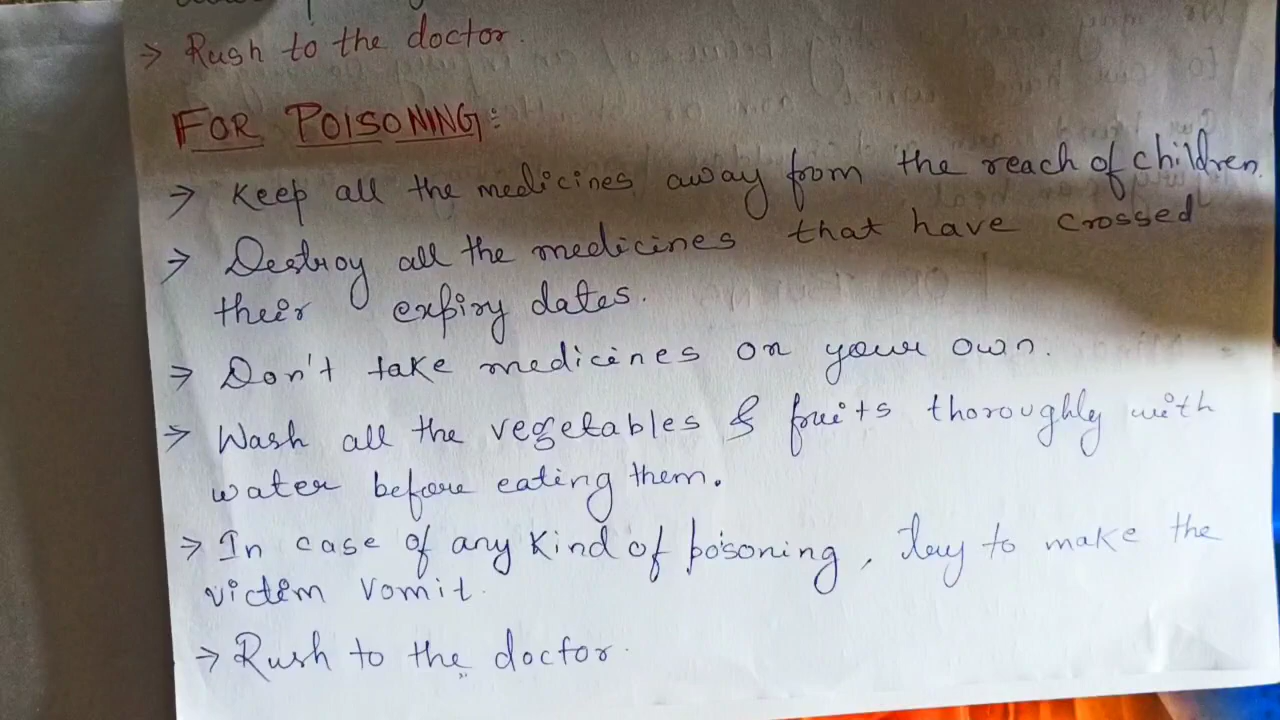 → Rush to the doctor.
FOR POISONING:
→ Keep all the medicines away from the reach of children.
→ Destroy all the medicines that have crossed
their expiry dates.
→ Don't take medicines on your own.
→ Wash all the vegetables & fruits thoroughly with
water before eating them.
→ In case of any kind of poisoning, try to make the
victim vomit.
→ Rush to the doctor.